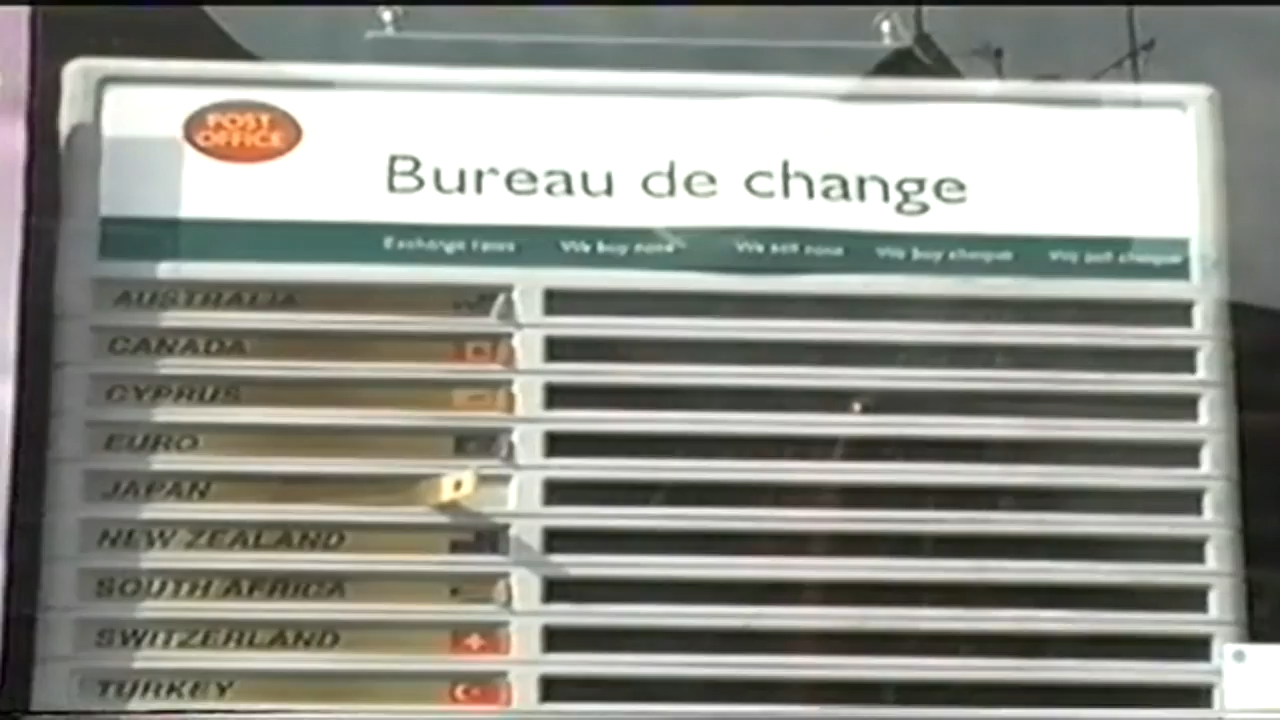 POST
OFFICE
Bureau de change
Exchange rates We buy notes We sell notes We buy cheques We sell cheques
AUSTRALIA
CANADA
CYPRUS
EURO
JAPAN
NEW ZEALAND
SOUTH AFRICA
SWITZERLAND
TURKEY